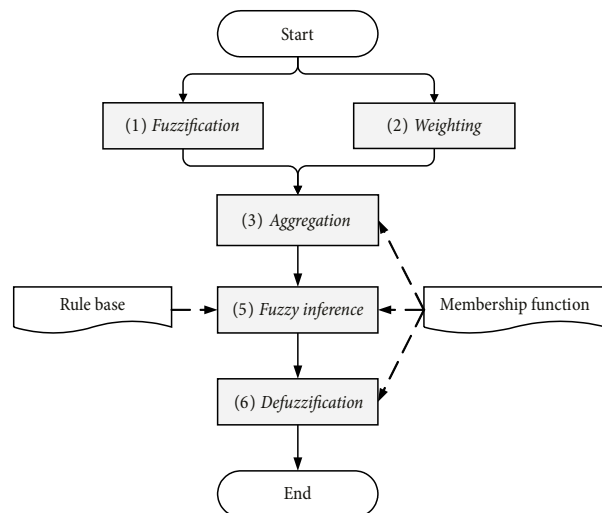 Start
(1) Fuzzification
(2) Weighting
(3) Aggregation
Rule base
(5) Fuzzy inference
Membership function
(6) Defuzzification
End